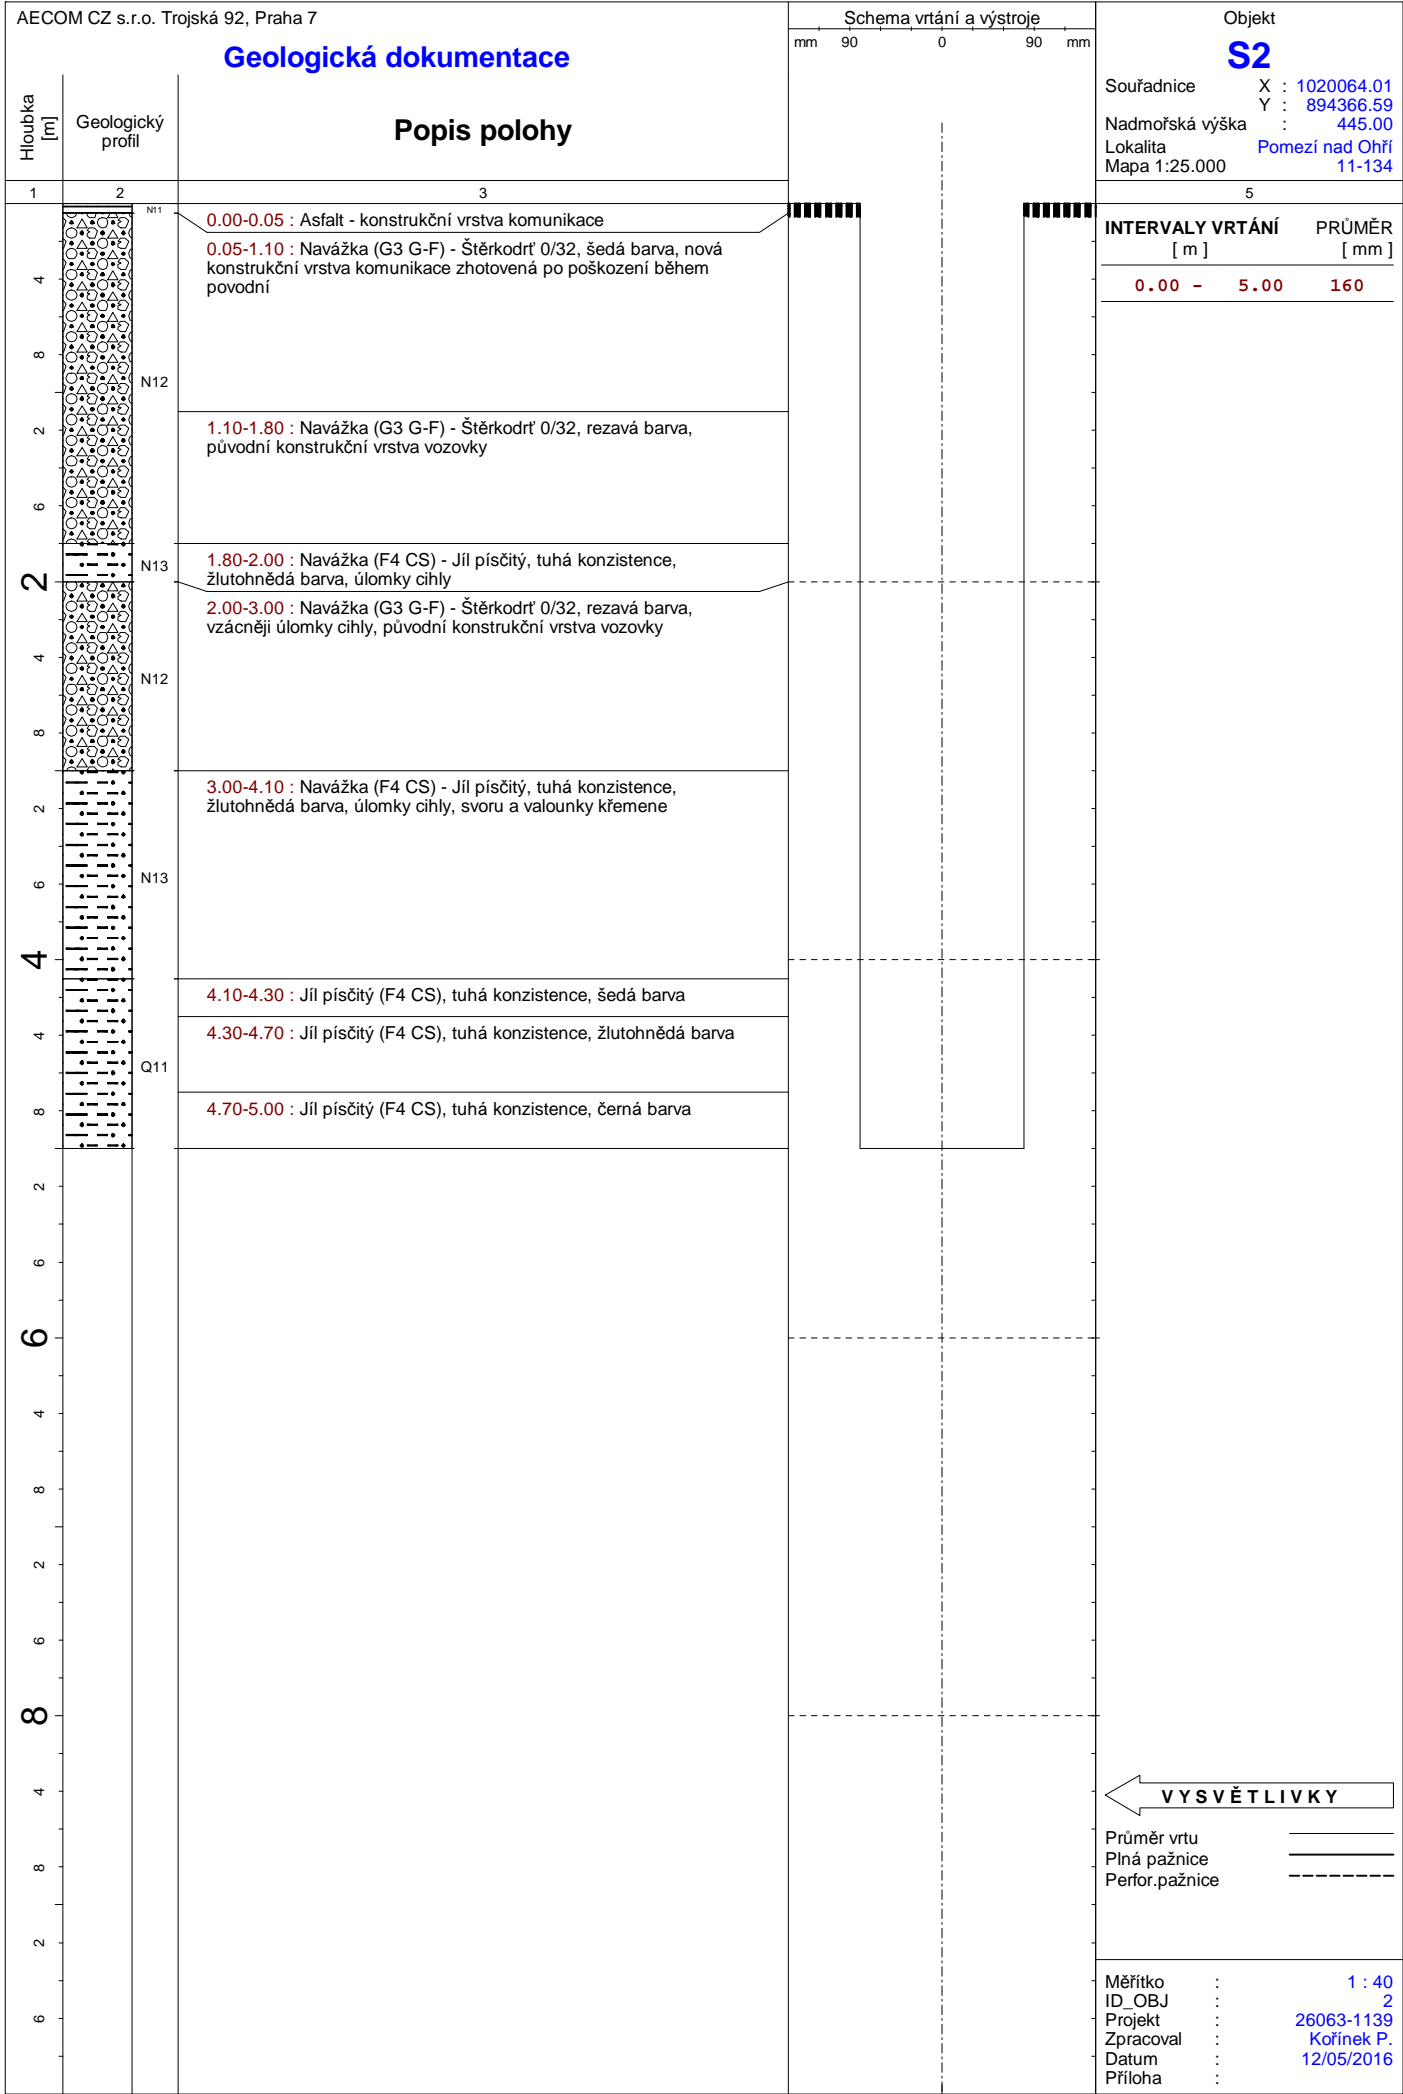 AECOM CZ s.r.o. Trojská 92, Praha 7
Geologická dokumentace
Hloubka
[m]
Geologický
profil
Popis polohy
Schema vrtání a výstroje
mm 90 0 90 mm
Objekt
S2
Souřadnice X : 1020064.01
Y : 894366.59
Nadmořská výška : 445.00
Lokalita Pomezí nad Ohří
Mapa 1:25.000 11-134
1 2 3 5
N11
0.00-0.05 : Asfalt - konstrukční vrstva komunikace
0.05-1.10 : Navážka (G3 G-F) - Štěrkodrť 0/32, šedá barva, nová
konstrukční vrstva komunikace zhotovená po poškození během
povodní
4
8
N12
1.10-1.80 : Navážka (G3 G-F) - Štěrkodrť 0/32, rezavá barva,
původní konstrukční vrstva vozovky
2
6
1.80-2.00 : Navážka (F4 CS) - Jíl písčitý, tuhá konzistence,
žlutohnědá barva, úlomky cihly
N13
2
2.00-3.00 : Navážka (G3 G-F) - Štěrkodrť 0/32, rezavá barva,
vzácněji úlomky cihly, původní konstrukční vrstva vozovky
4
N12
8
3.00-4.10 : Navážka (F4 CS) - Jíl písčitý, tuhá konzistence,
žlutohnědá barva, úlomky cihly, svoru a valounky křemene
2
N13
6
4
4.10-4.30 : Jíl písčitý (F4 CS), tuhá konzistence, šedá barva
4.30-4.70 : Jíl písčitý (F4 CS), tuhá konzistence, žlutohnědá barva
4
Q11
4.70-5.00 : Jíl písčitý (F4 CS), tuhá konzistence, černá barva
8
2
6
6
4
8
2
6
8
4
8
2
6
INTERVALY VRTÁNÍ PRŮMĚR
[ m ] [ mm ]
0.00 - 5.00 160
VYSVĚTLIVKY
Průměr vrtu
Plná pažnice
Perfor.pažnice
Měřítko : 1 : 40
ID_OBJ : 2
Projekt : 26063-1139
Zpracoval : Kořínek P.
Datum : 12/05/2016
Příloha :